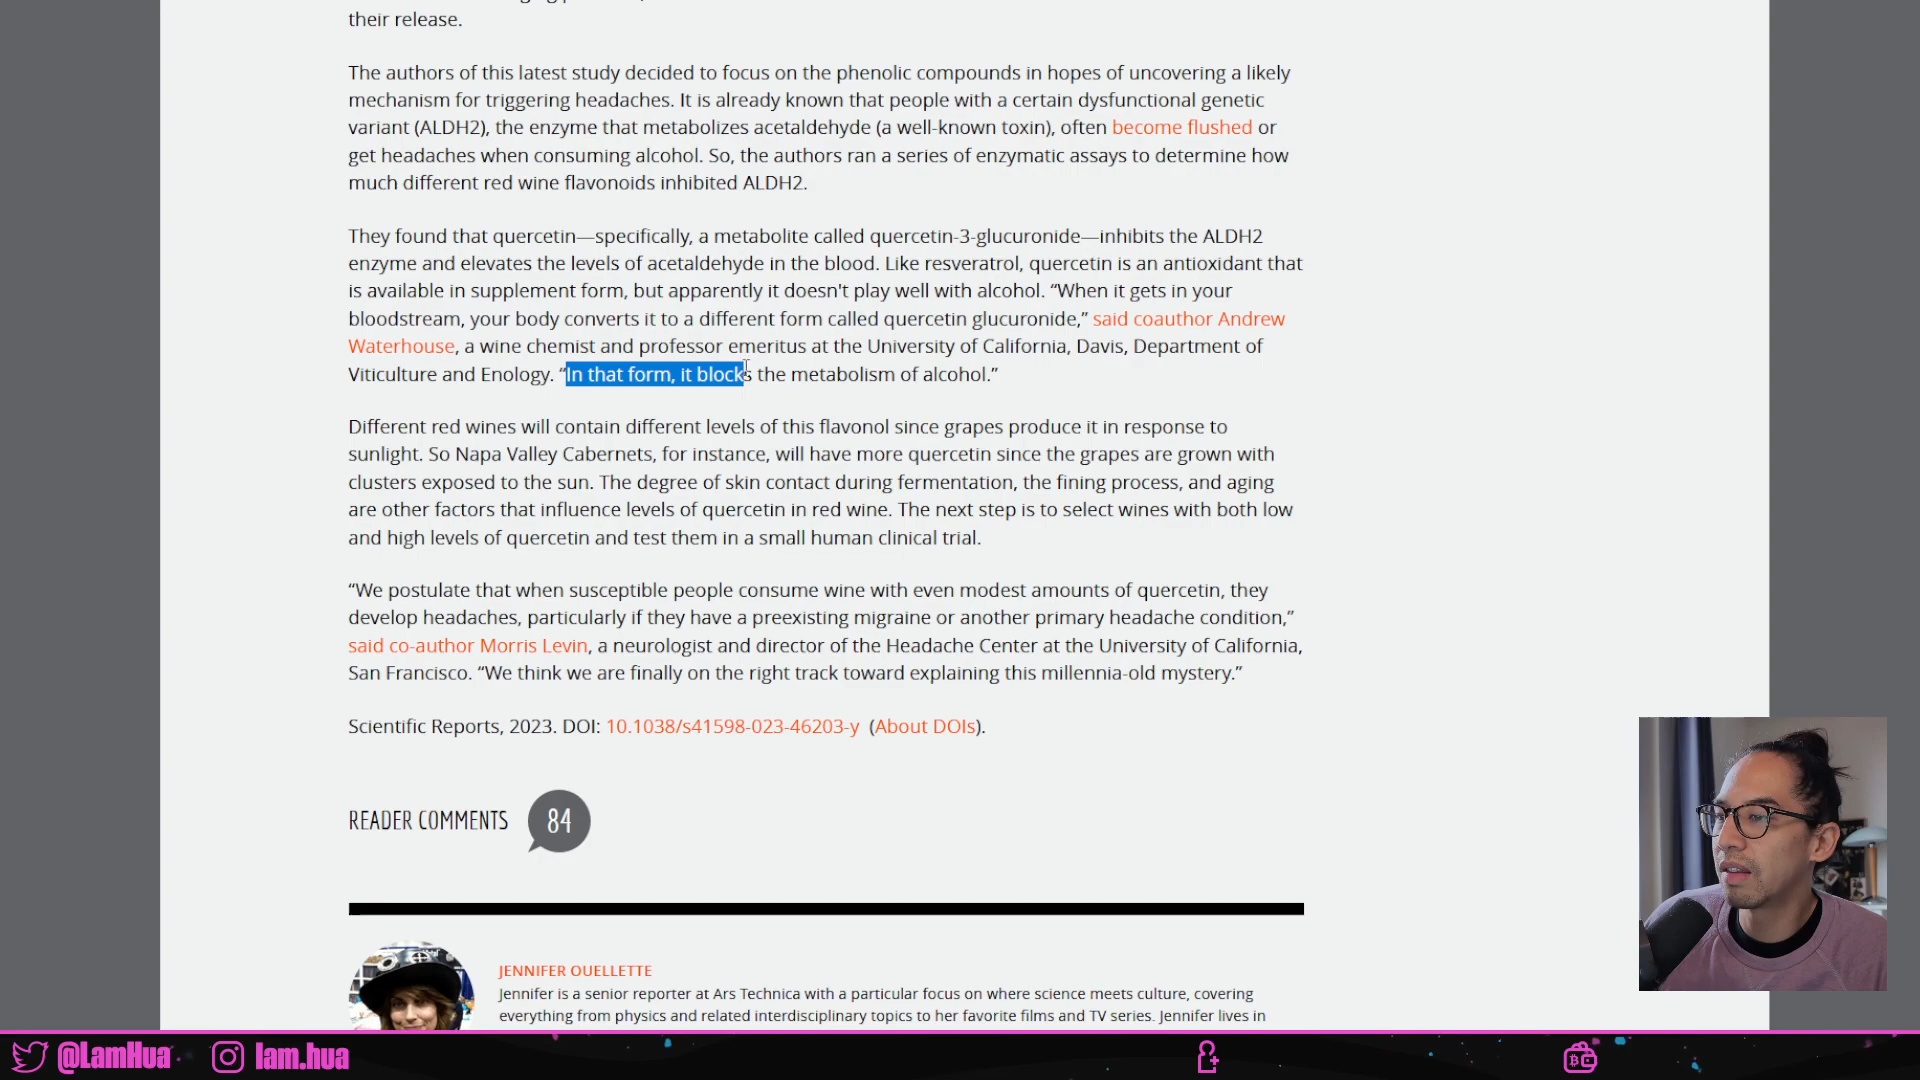 their release.
The authors of this latest study decided to focus on the phenolic compounds in hopes of uncovering a likely
mechanism for triggering headaches. It is already known that people with a certain dysfunctional genetic
variant (ALDH2), the enzyme that metabolizes acetaldehyde (a well-known toxin), often become flushed or
get headaches when consuming alcohol. So, the authors ran a series of enzymatic assays to determine how
much different red wine flavonoids inhibited ALDH2.
They found that quercetin—specifically, a metabolite called quercetin-3-glucuronide—inhibits the ALDH2
enzyme and elevates the levels of acetaldehyde in the blood. Like resveratrol, quercetin is an antioxidant that
is available in supplement form, but apparently it doesn't play well with alcohol. “When it gets in your
bloodstream, your body converts it to a different form called quercetin glucuronide,” said coauthor Andrew
Waterhouse, a wine chemist and professor emeritus at the University of California, Davis, Department of
Viticulture and Enology. “In that form, it blocks the metabolism of alcohol.”
Different red wines will contain different levels of this flavonol since grapes produce it in response to
sunlight. So Napa Valley Cabernets, for instance, will have more quercetin since the grapes are grown with
clusters exposed to the sun. The degree of skin contact during fermentation, the fining process, and aging
are other factors that influence levels of quercetin in red wine. The next step is to select wines with both low
and high levels of quercetin and test them in a small human clinical trial.
“We postulate that when susceptible people consume wine with even modest amounts of quercetin, they
develop headaches, particularly if they have a preexisting migraine or another primary headache condition,”
said co-author Morris Levin, a neurologist and director of the Headache Center at the University of California,
San Francisco. “We think we are finally on the right track toward explaining this millennia-old mystery.”
Scientific Reports, 2023. DOI: 10.1038/s41598-023-46203-y (About DOIs).
READER COMMENTS 84
JENNIFER OUELLETTE
Jennifer is a senior reporter at Ars Technica with a particular focus on where science meets culture, covering
everything from physics and related interdisciplinary topics to her favorite films and TV series. Jennifer lives in
@LamHua lam.hua